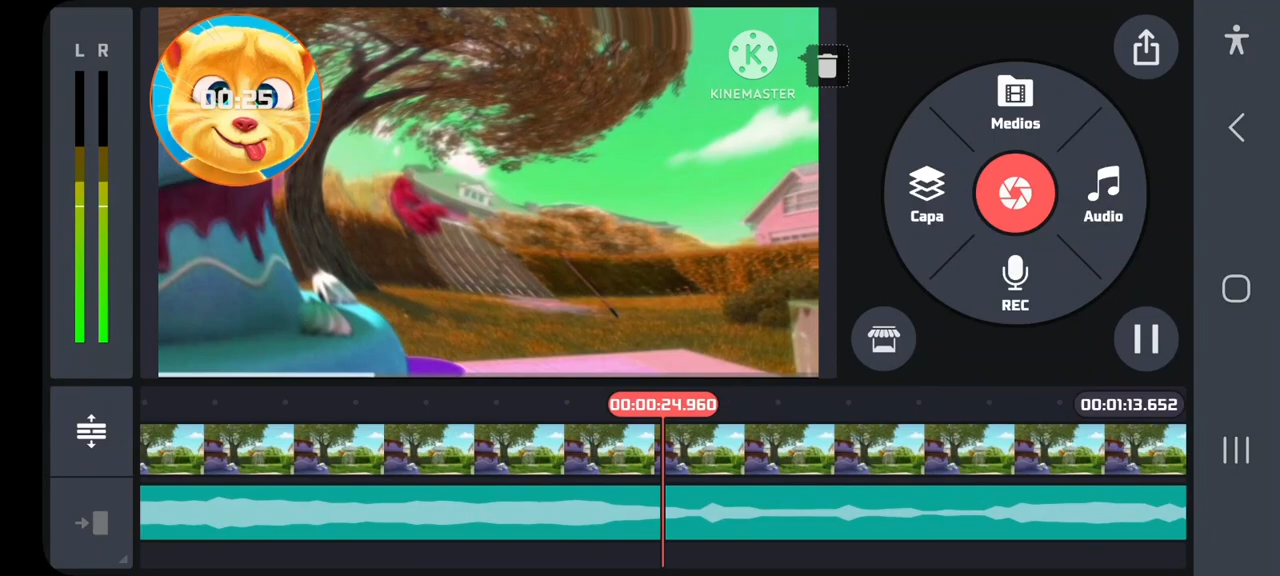 L R
00:25
K
KINEMASTER
Medios
Capa
Audio
REC
00:00:24.960
00:01:13.652